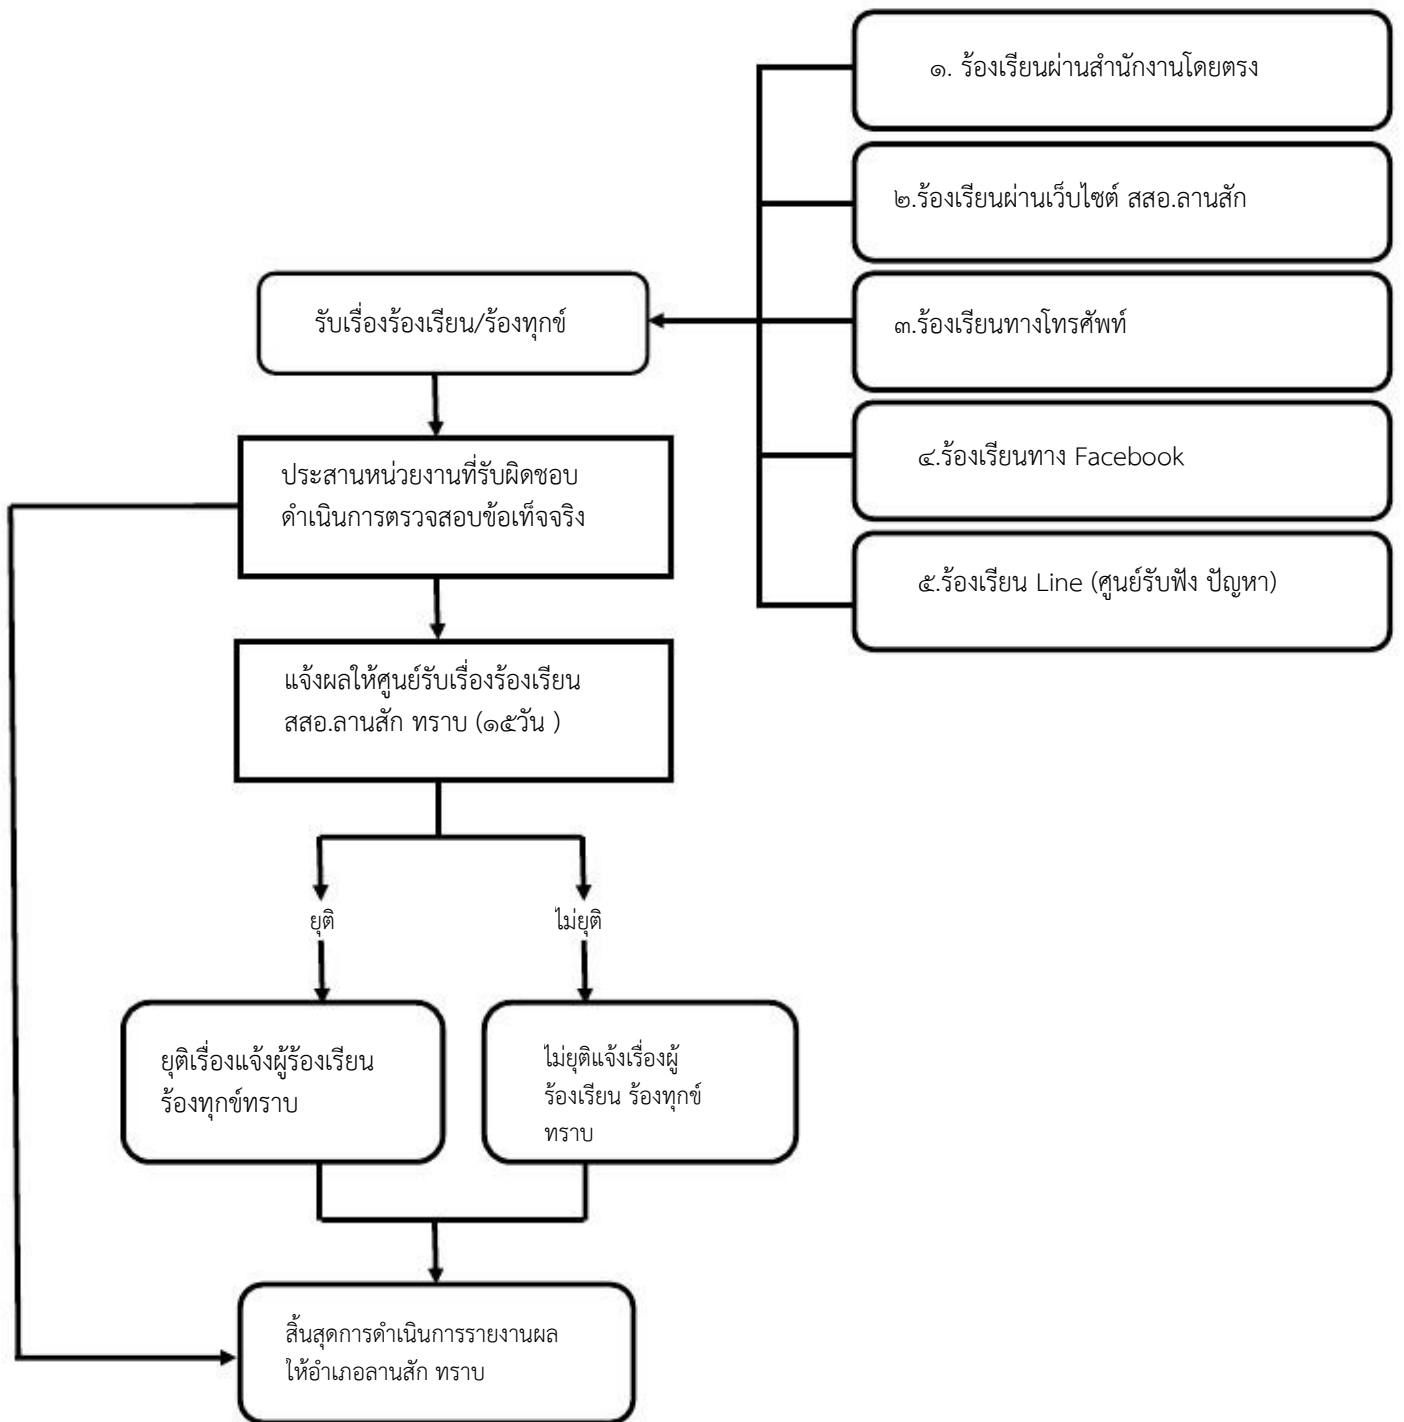 ๑. ร้องเรียนผ่านสำนักงานโดยตรง
๒.ร้องเรียนผ่านเว็บไซต์ สสอ.ลานสัก
๓.ร้องเรียนทางโทรศัพท์
๔.ร้องเรียนทาง Facebook
๕.ร้องเรียน Line (ศูนย์รับฟัง ปัญหา)
รับเรื่องร้องเรียน/ร้องทุกข์
ประสานหน่วยงานที่รับผิดชอบ
ดำเนินการตรวจสอบข้อเท็จจริง
แจ้งผลให้ศูนย์รับเรื่องร้องเรียน
สสอ.ลานสัก ทราบ (๑๕วัน )
ยุติ
ไม่ยุติ
ยุติเรื่องแจ้งผู้ร้องเรียน
ร้องทุกข์ทราบ
ไม่ยุติแจ้งเรื่องผู้
ร้องเรียน ร้องทุกข์
ทราบ
สิ้นสุดการดำเนินการรายงานผล
ให้อำเภอลานสัก ทราบ